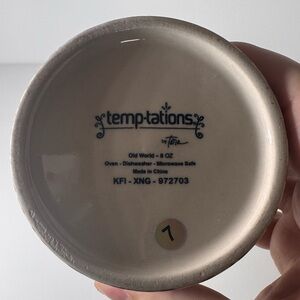 temp-tations
by Tara
Old World - 8 OZ
Oven - Dishwasher - Microwave Safe
Made in China
KFI - XNG - 972703
7